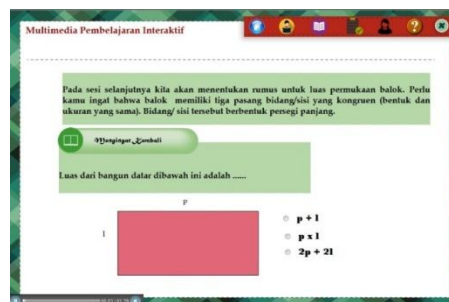 Multimedia Pembelajaran Interaktif
Pada sesi selanjutnya kita akan menentukan rumus untuk luas permukaan balok. Perlu
kamu ingat bahwa balok memiliki tiga pasang bidang/sisi yang kongruen (bentuk dan
ukuran yang sama). Bidang/ sisi tersebut berbentuk persegi panjang.
Mengingat Kembali
Luas dari bangun datar dibawah ini adalah ......
p
l
p + l
p x l
2p + 2l